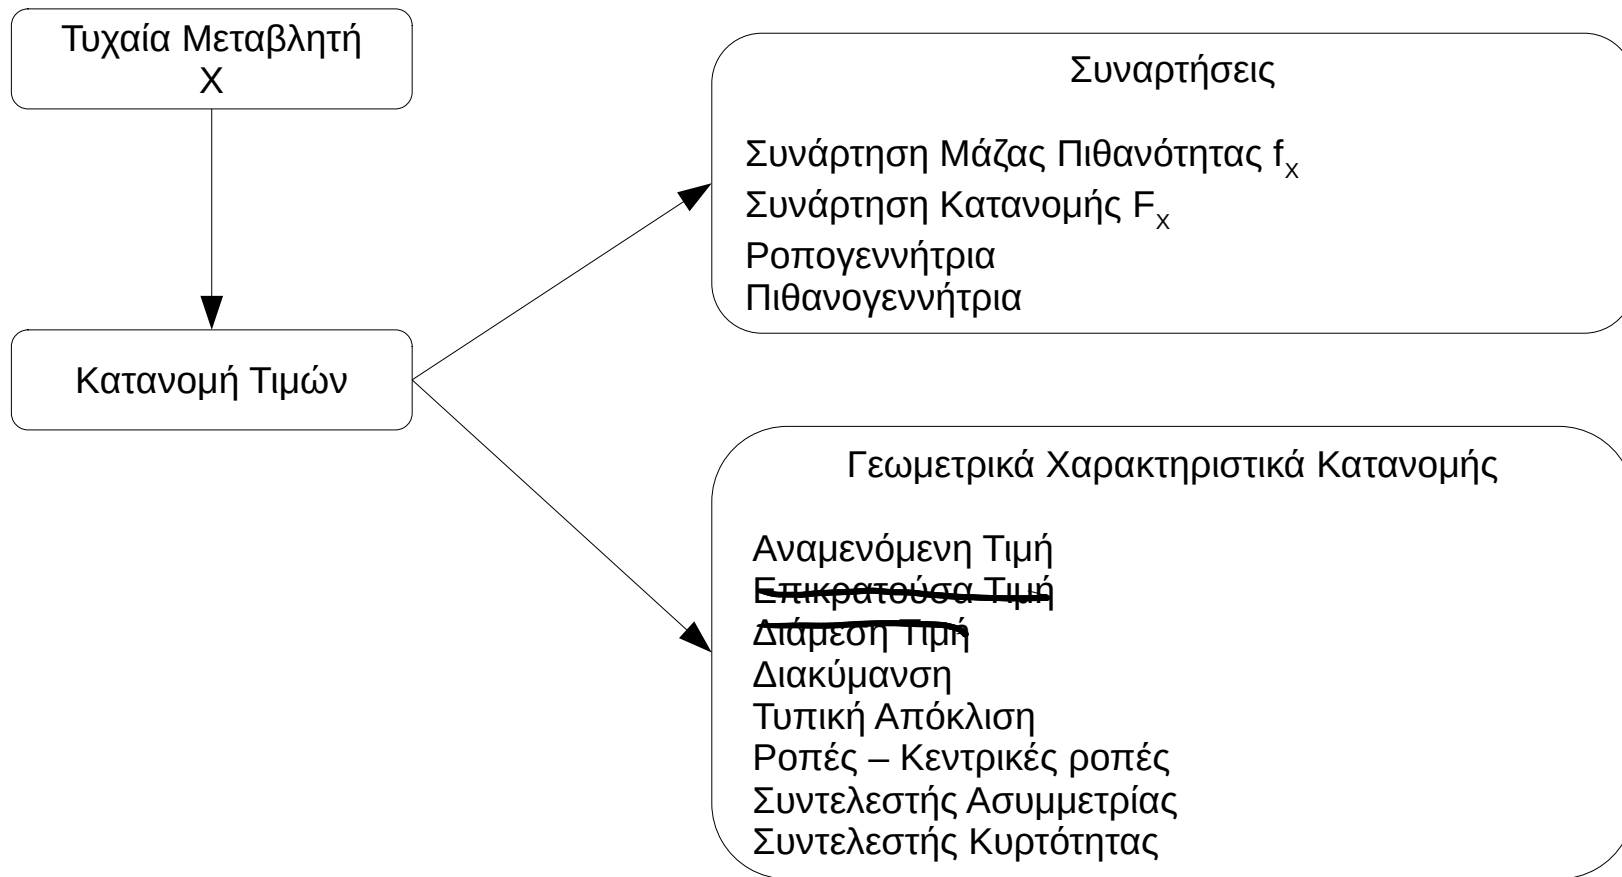 Τυχαία Μεταβλητή
X
Κατανομή Τιμών
Συναρτήσεις
Συνάρτηση Μάζας Πιθανότητας fX
Συνάρτηση Κατανομής FX
Ροπογεννήτρια
Πιθανογεννήτρια
Γεωμετρικά Χαρακτηριστικά Κατανομής
Αναμενόμενη Τιμή
Επικρατούσα Τιμή
Διάμεση Τιμή
Διακύμανση
Τυπική Απόκλιση
Ροπές – Κεντρικές ροπές
Συντελεστής Ασυμμετρίας
Συντελεστής Κυρτότητας